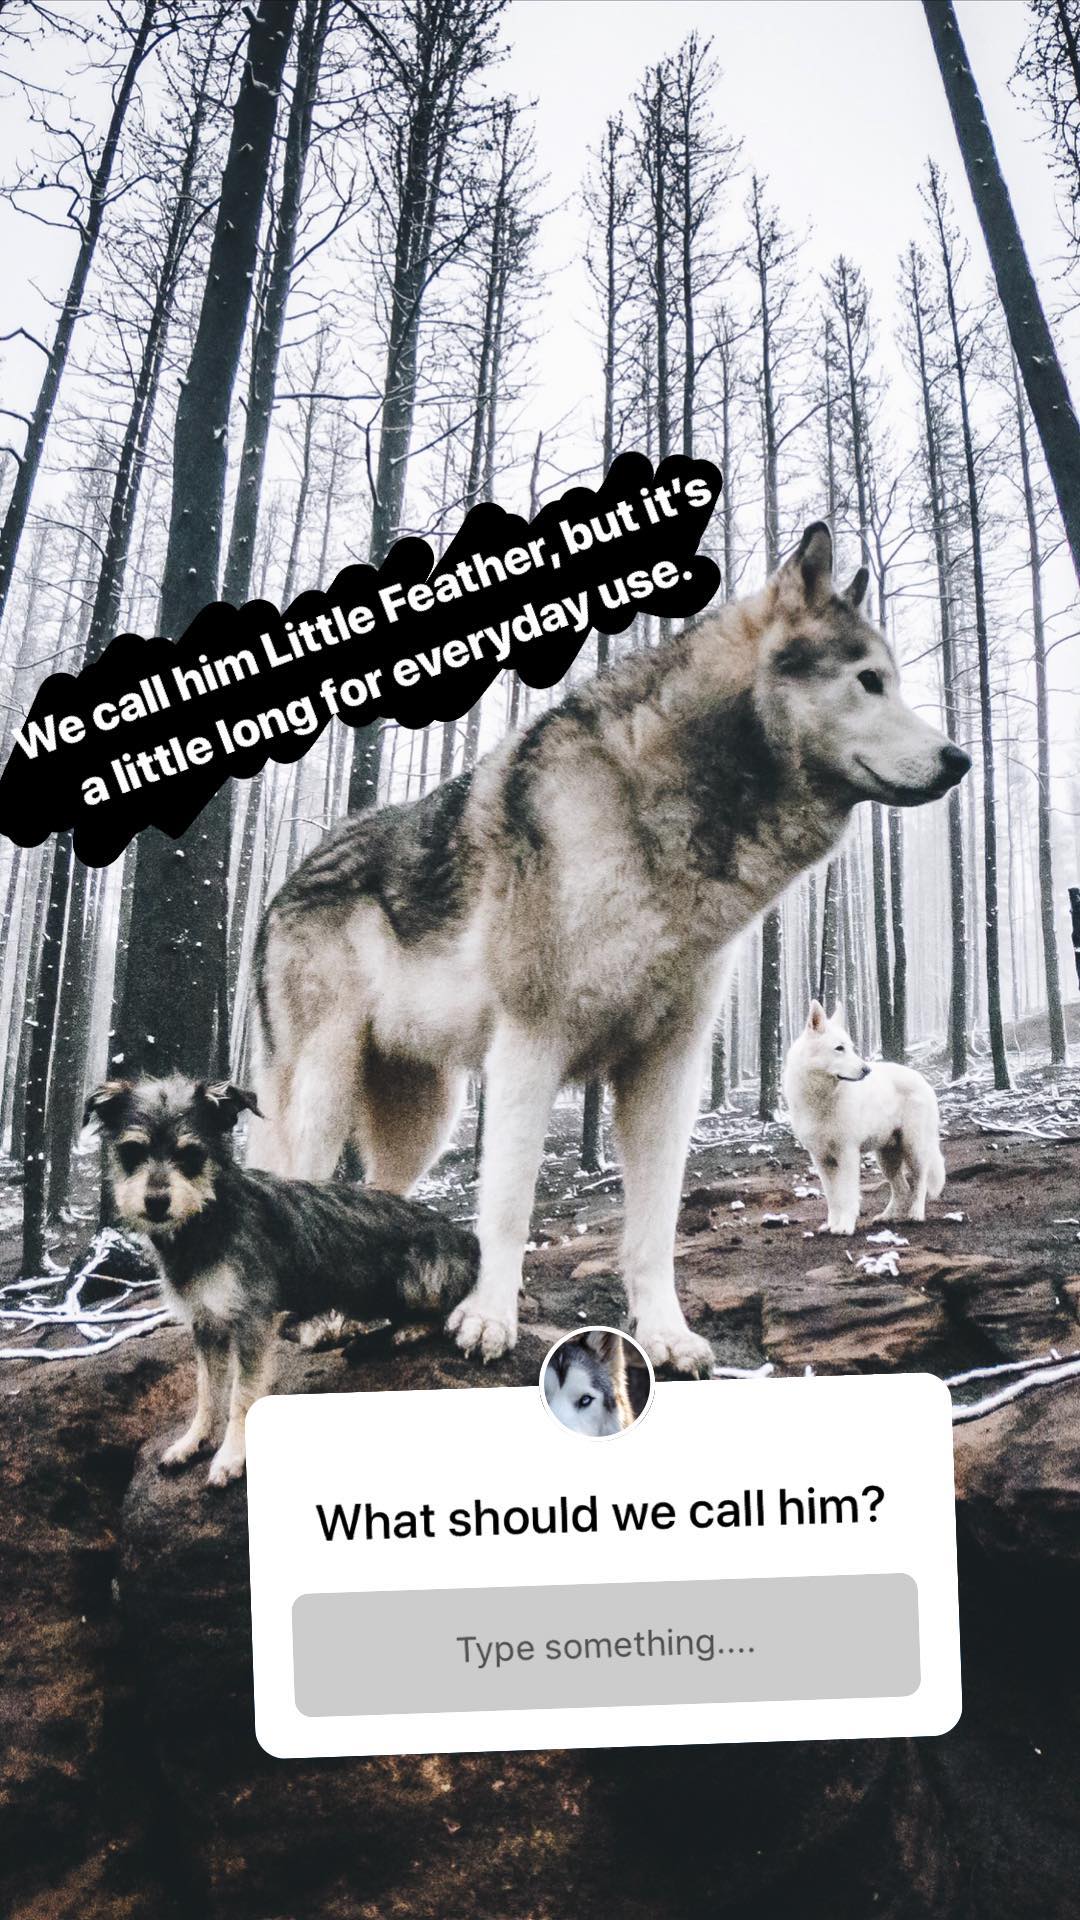 We call him Little Feather, but it's
a little long for everyday use.
What should we call him?
Type something....